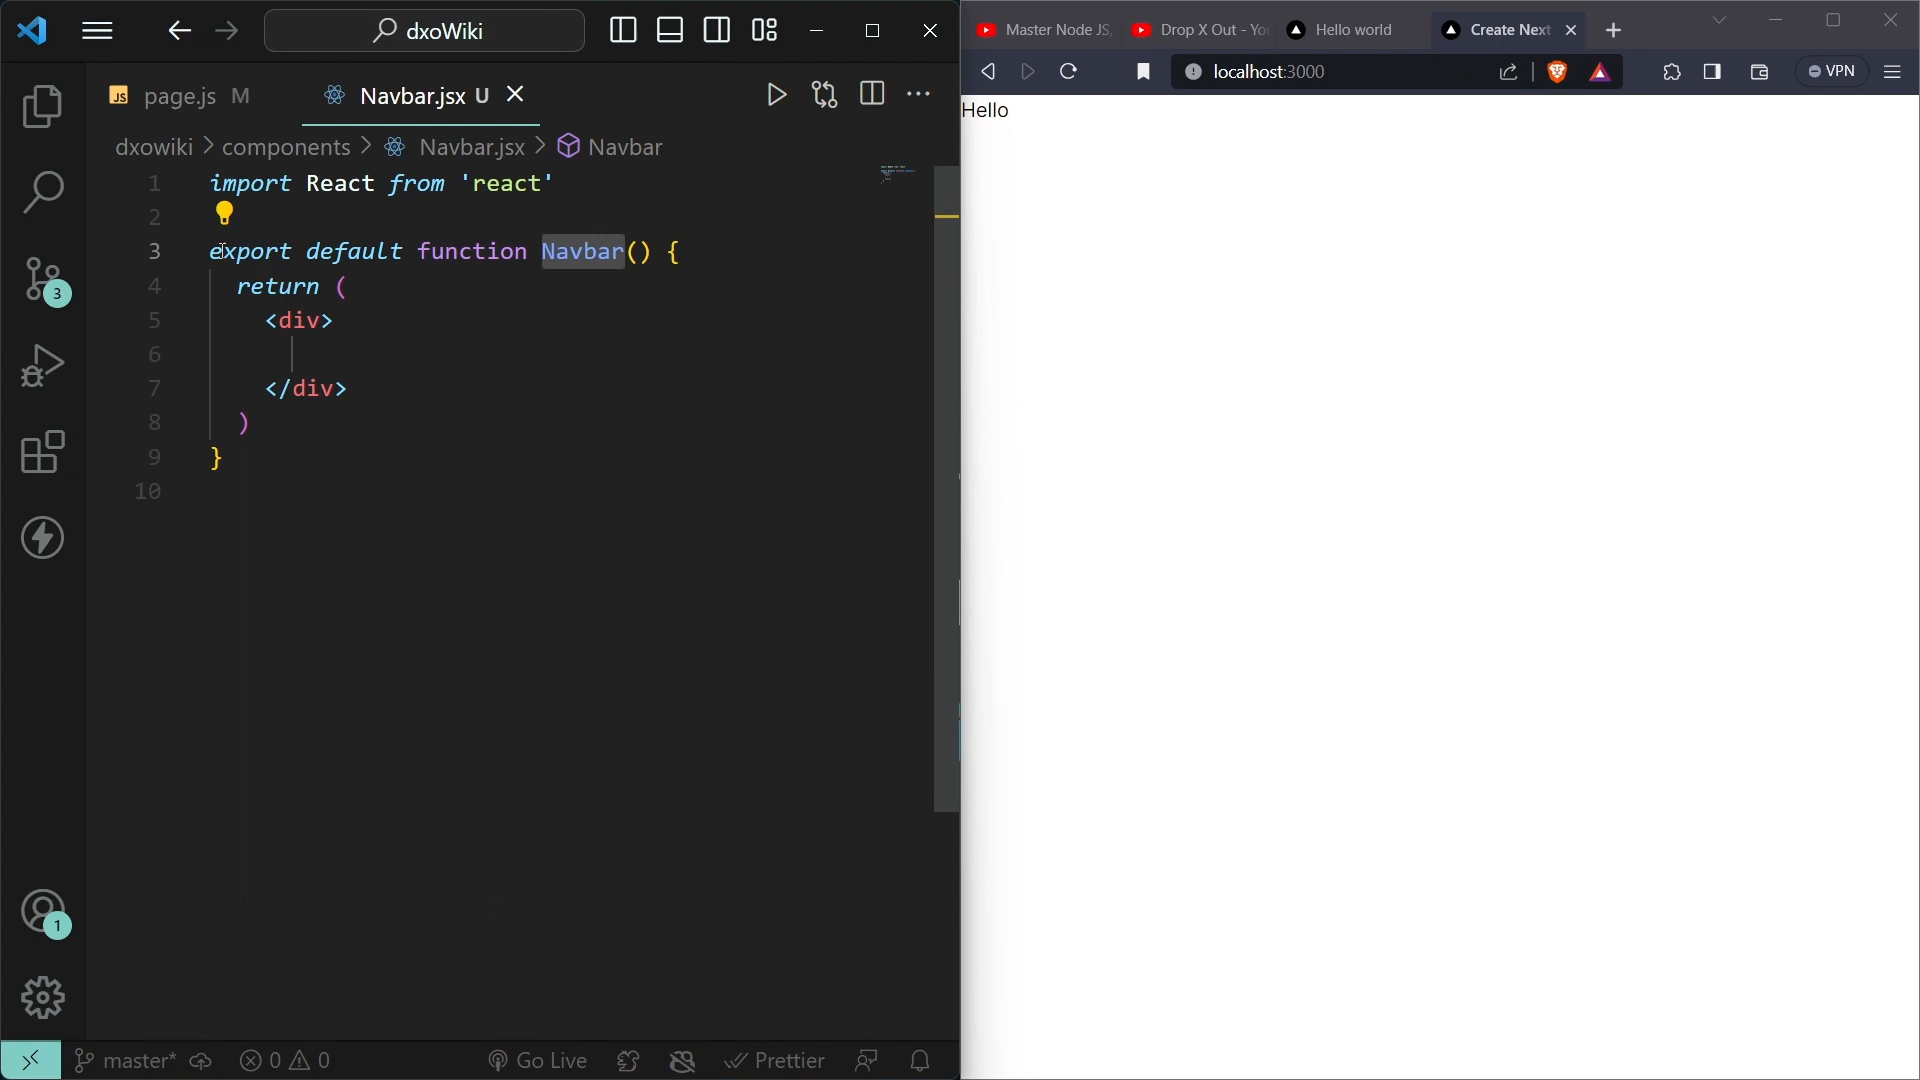 dxoWiki
page.js M
Navbar.jsx U
dxowiki > components > Navbar.jsx > Navbar
1 import React from 'react'
2
3 export default function Navbar() {
4 return (
5 <div>
6
7 </div>
8 )
9 }
10
3
1
master* 0 0 Go Live Prettier
Master Node JS, Drop X Out - You Hello world Create Next
localhost:3000 VPN
Hello